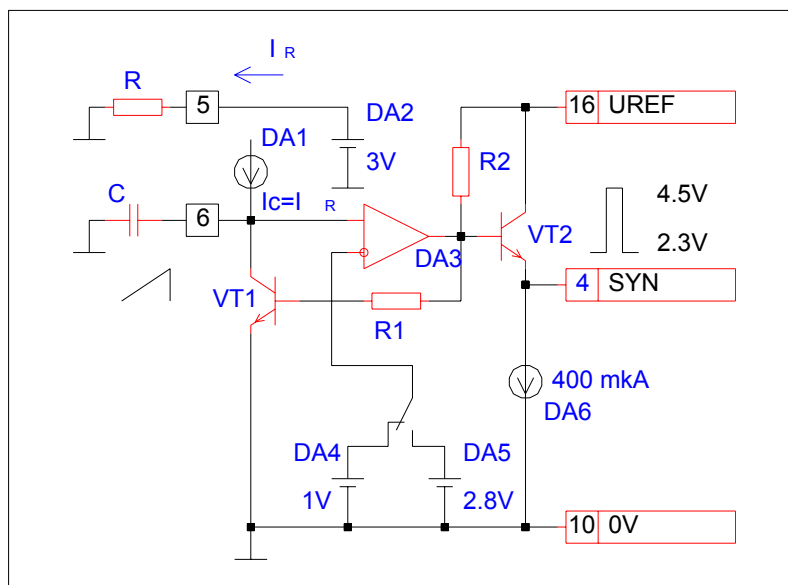 I R
R
5
DA2
16 UREF
DA1
3V
R2
C
6
Ic=I R
4.5V
DA3
VT2
2.3V
VT1
4 SYN
R1
400 mkA
DA6
DA4
DA5
1V
2.8V
10 0V